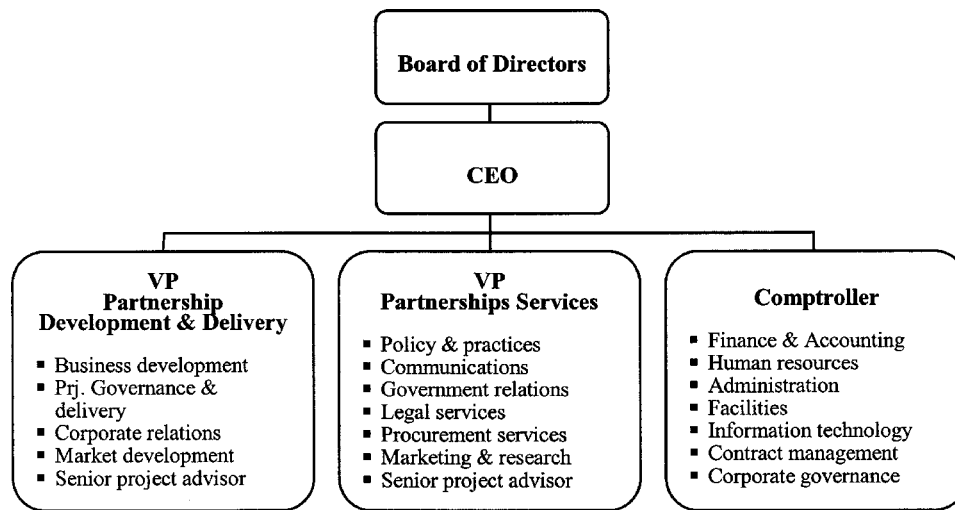 Board of Directors
CEO
VP
Partnership
Development & Delivery
▪ Business development
▪ Prj. Governance &
delivery
▪ Corporate relations
▪ Market development
▪ Senior project advisor
VP
Partnerships Services
▪ Policy & practices
▪ Communications
▪ Government relations
▪ Legal services
▪ Procurement services
▪ Marketing & research
▪ Senior project advisor
Comptroller
▪ Finance & Accounting
▪ Human resources
▪ Administration
▪ Facilities
▪ Information technology
▪ Contract management
▪ Corporate governance